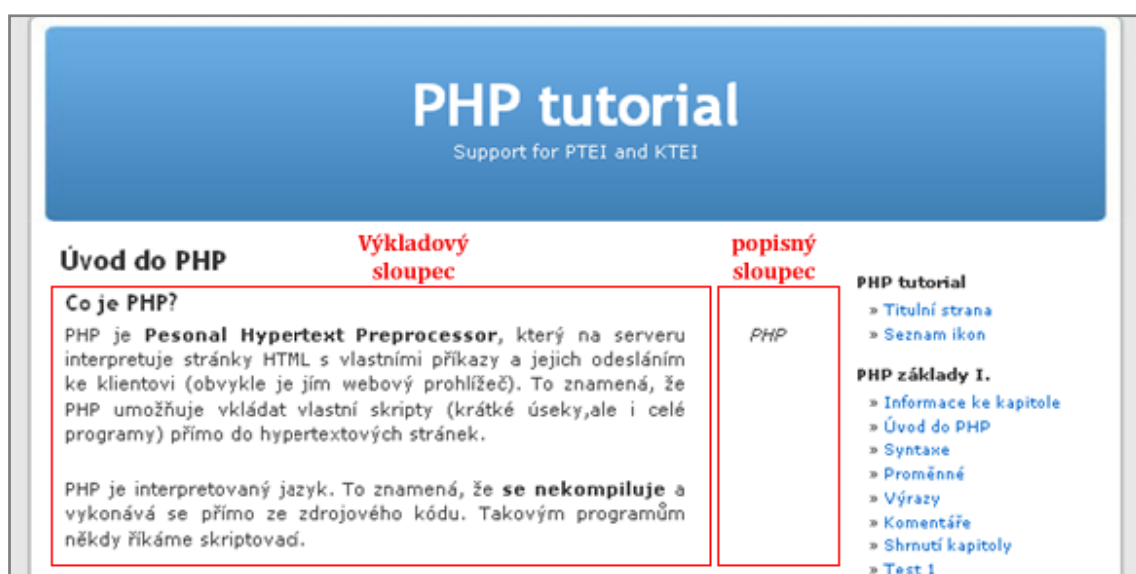 PHP tutorial
Support for PTEI and KTEI
Úvod do PHP
Výkladový
sloupec
popisný
sloupec
Co je PHP?
PHP je Pesonal Hypertext Preprocessor, který na serveru
interpretuje stránky HTML s vlastními příkazy a jejich odesláním
ke klientovi (obvykle je jím webový prohlížeč). To znamená, že
PHP umožňuje vkládat vlastní skripty (krátké úseky,ale i celé
programy) přímo do hypertextových stránek.
PHP je interpretovaný jazyk. To znamená, že se nekompiluje a
vykonává se přímo ze zdrojového kódu. Takovým programům
někdy říkáme skriptovací.
PHP
PHP tutorial
» Titulní strana
» Seznam ikon
PHP základy I.
» Informace ke kapitole
» Úvod do PHP
» Syntaxe
» Proměnné
» Výrazy
» Komentáře
» Shrnutí kapitoly
» Test 1